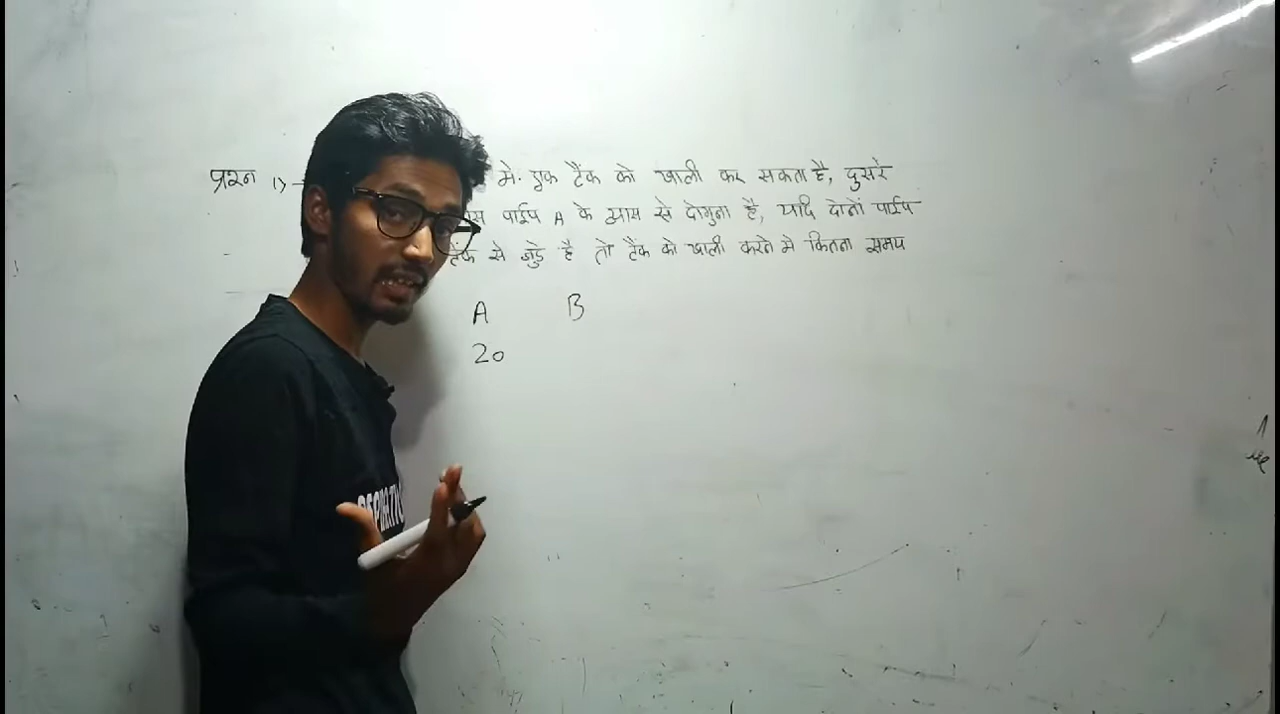 प्रश्न 1) में. एक टैंक को खाली कर सकता है, दुसरे
पाईप A के व्यास से दोगुना है, यदि दोनों पाईप
टैंक से जुडे है तो टैंक को खाली करने मे कितना समय
A B
20